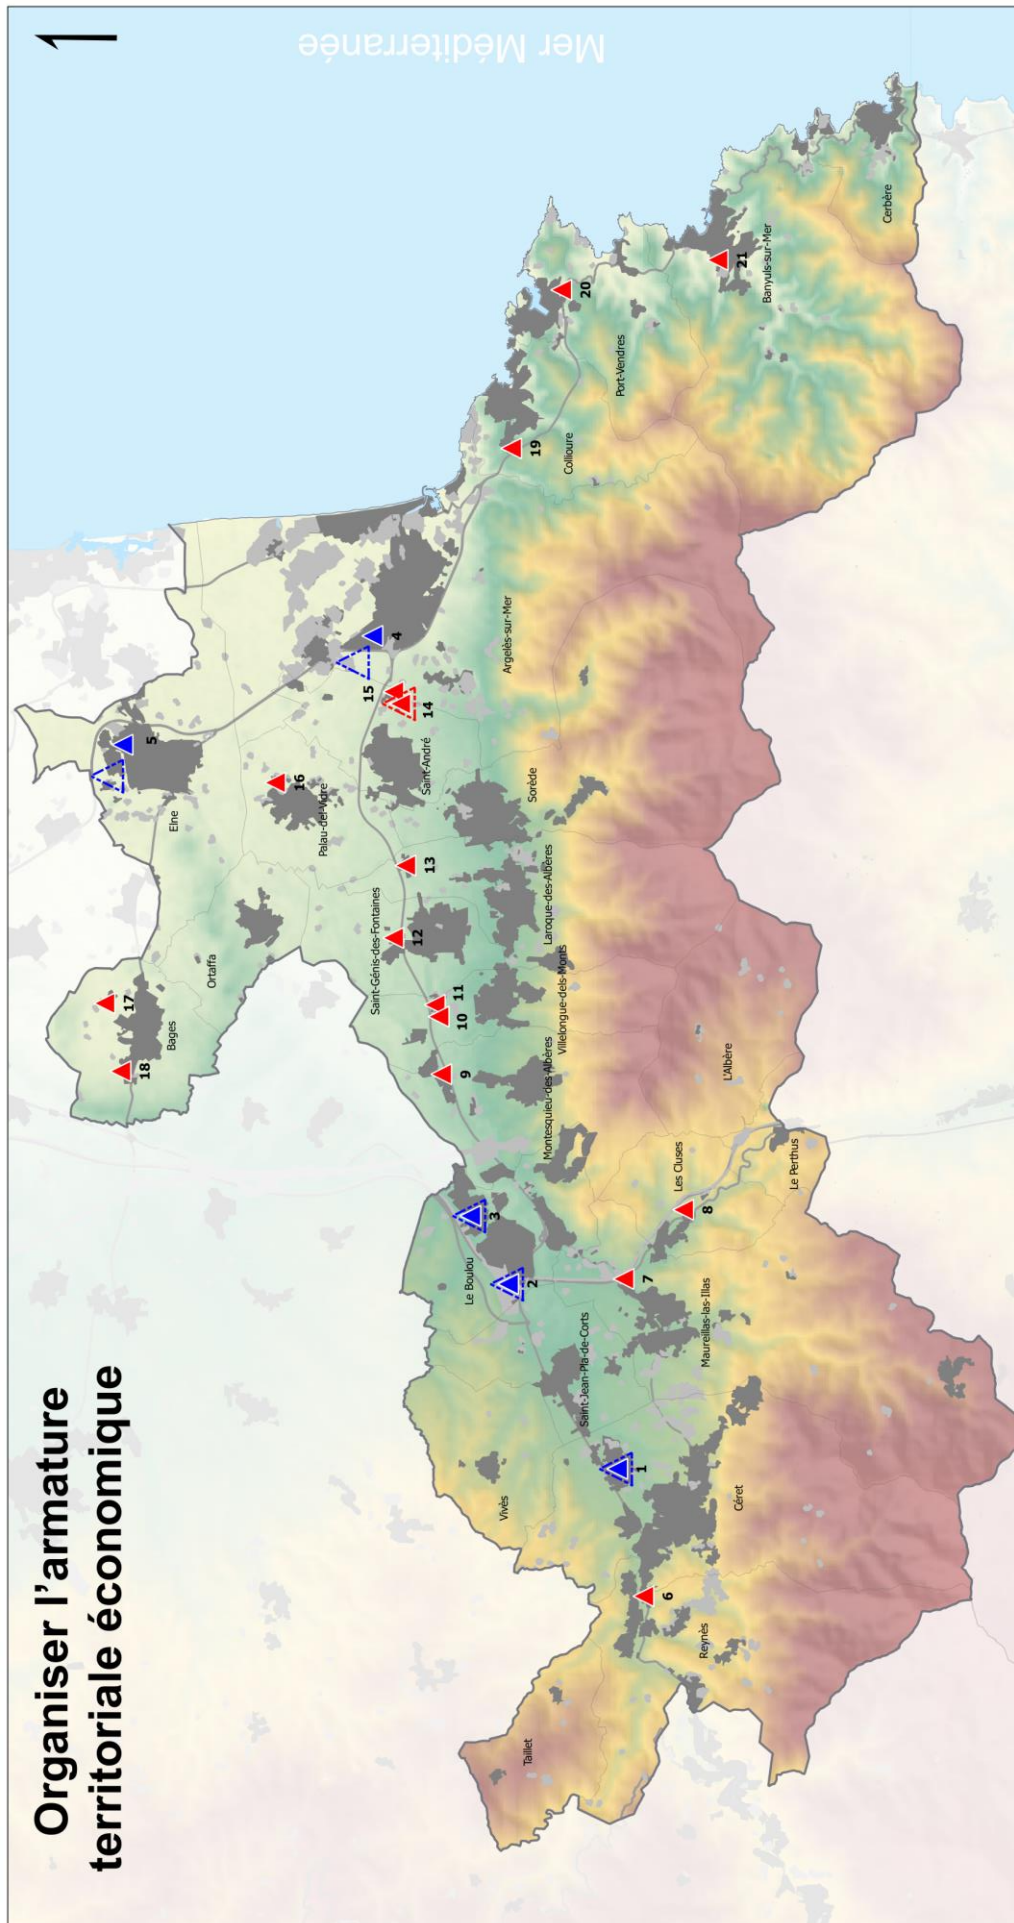 Organiser l'armature
territoriale économique
Mer Méditerranée
Taillet
Reynès
Céret
Vivès
Saint-Jean-Pla-de-Corts
Maureillas-las-Illas
Le Boulou
Les Cluses
Le Perthus
L'Albère
Montesquieu-des-Albères
Villelongue-dels-Monts
Laroque-des-Albères
Saint-Génis-des-Fontaines
Sorède
Saint-André
Palau-del-Vidre
Ortaffa
Bages
Elne
Argelès-sur-Mer
Collioure
Port-Vendres
Banyuls-sur-Mer
Cerbère
1
2
3
4
5
6
7
8
9
10
11
12
13
14
15
16
17
18
19
20
21